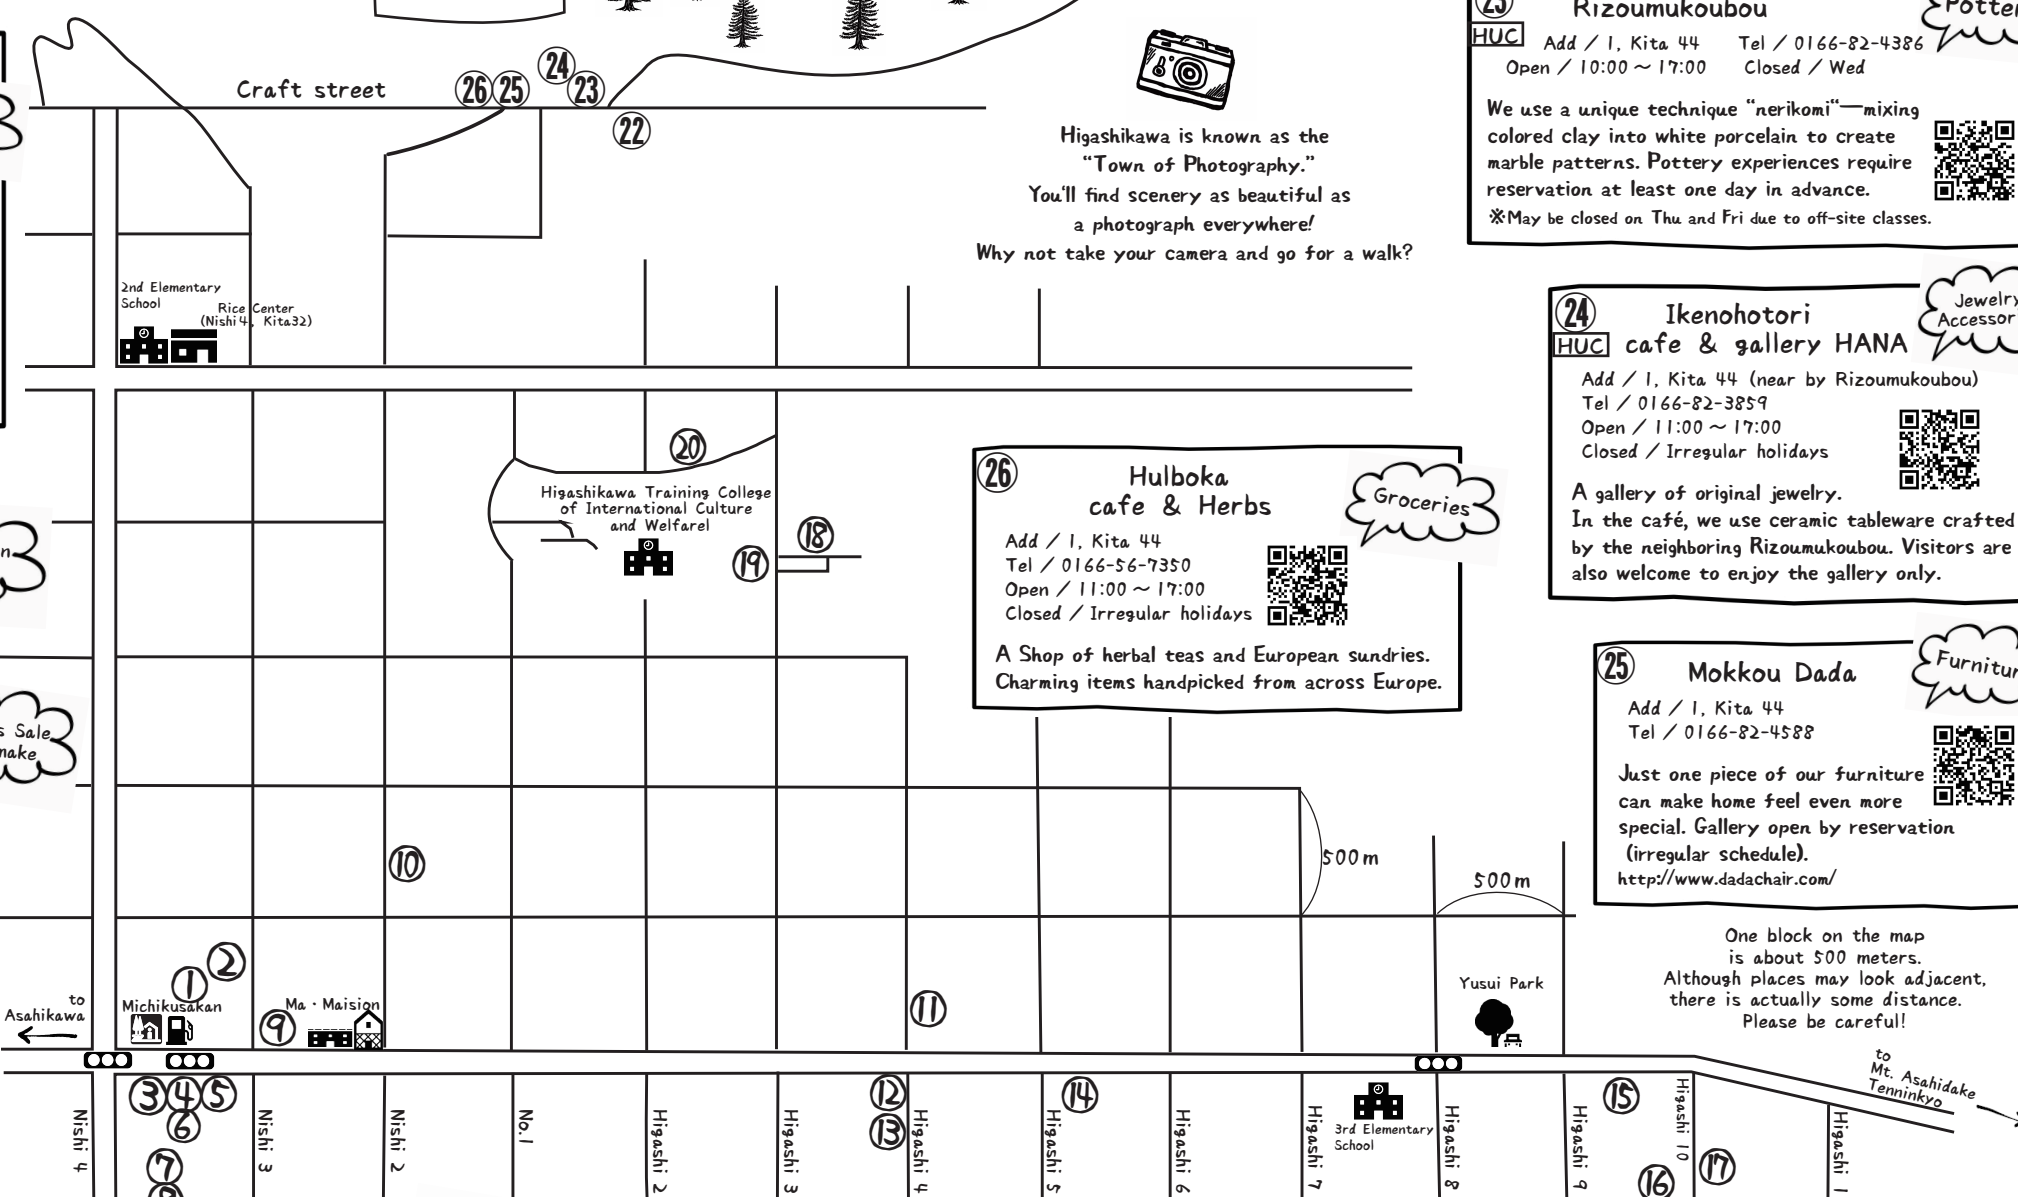 Craft street
26
25
24
23
22
2nd Elementary
School
Rice Center
(Nishi4, Kita32)
Higashikawa is known as the
“Town of Photography.”
You'll find scenery as beautiful as
a photograph everywhere!
Why not take your camera and go for a walk?
Rizoumukoubou
HUC
Add / 1, Kita 44
Tel / 0166-82-4386
Open / 10:00 ~ 17:00
Closed / Wed
We use a unique technique “nerikomi“—mixing
colored clay into white porcelain to create
marble patterns. Pottery experiences require
reservation at least one day in advance.
※May be closed on Thu and Fri due to off-site classes.
24
HUC
Ikenohotori
cafe & gallery HANA
Jewelry
Add / 1, Kita 44 (near by Rizoumukoubou)
Tel / 0166-82-3859
Open / 11:00 ~ 17:00
Closed / Irregular holidays
A gallery of original jewelry.
In the café, we use ceramic tableware crafted
by the neighboring Rizoumukoubou. Visitors are
also welcome to enjoy the gallery only.
20
Higashikawa Training College
of International Culture
and Welfarel
18
19
26
Hulboka
cafe & Herbs
Groceries
Add / 1, Kita 44
Tel / 0166-56-7350
Open / 11:00 ~ 17:00
Closed / Irregular holidays
A Shop of herbal teas and European sundries.
Charming items handpicked from across Europe.
s Sale
25
Mokkou Dada
Add / 1, Kita 44
Tel / 0166-82-4588
Just one piece of our furniture
can make home feel even more
special. Gallery open by reservation
(irregular schedule).
http://www.dadachair.com/
10
500m
500m
One block on the map
is about 500 meters.
Although places may look adjacent,
there is actually some distance.
Please be careful!
2
1
Michikusakan
to
Asahikawa
Ma・Maision
9
11
Yusui Park
to
Mt. Asahidake
Tenninkyo
3
4
5
6
7
12
13
14
15
16
17
3rd Elementary
School
Nishi 4
Nishi 3
Nishi 2
No.1
Higashi 2
Higashi 3
Higashi 4
Higashi 5
Higashi 6
Higashi 7
Higashi 8
Higashi 9
Higashi 10
Higashi 1